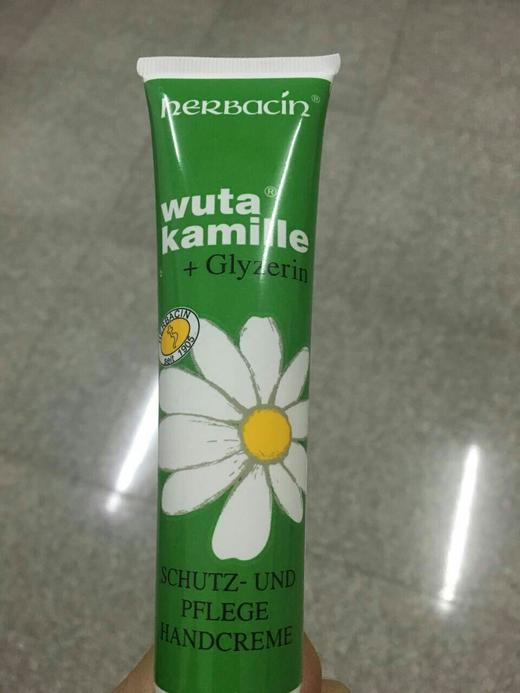 herbacin®
wuta®
kamille
+ Glyzerin
HERBACIN
seit 1905
SCHUTZ- UND
PFLEGE
HANDCREME